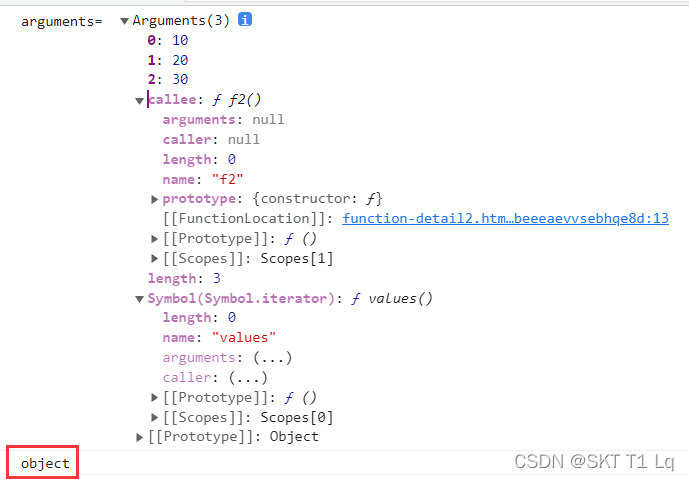 arguments= ▼Arguments(3) i
0: 10
1: 20
2: 30
▼callee: ƒ f2()
arguments: null
caller: null
length: 0
name: "f2"
▶prototype: {constructor: ƒ}
[[FunctionLocation]]: function-detail2.htm…beeeaevvsebhqe8d:13
▶[[Prototype]]: ƒ ()
▶[[Scopes]]: Scopes[1]
length: 3
▼Symbol(Symbol.iterator): ƒ values()
length: 0
name: "values"
arguments: (...)
caller: (...)
▶[[Prototype]]: ƒ ()
▶[[Scopes]]: Scopes[0]
▶[[Prototype]]: Object
object
CSDN @SKT T1 Lq